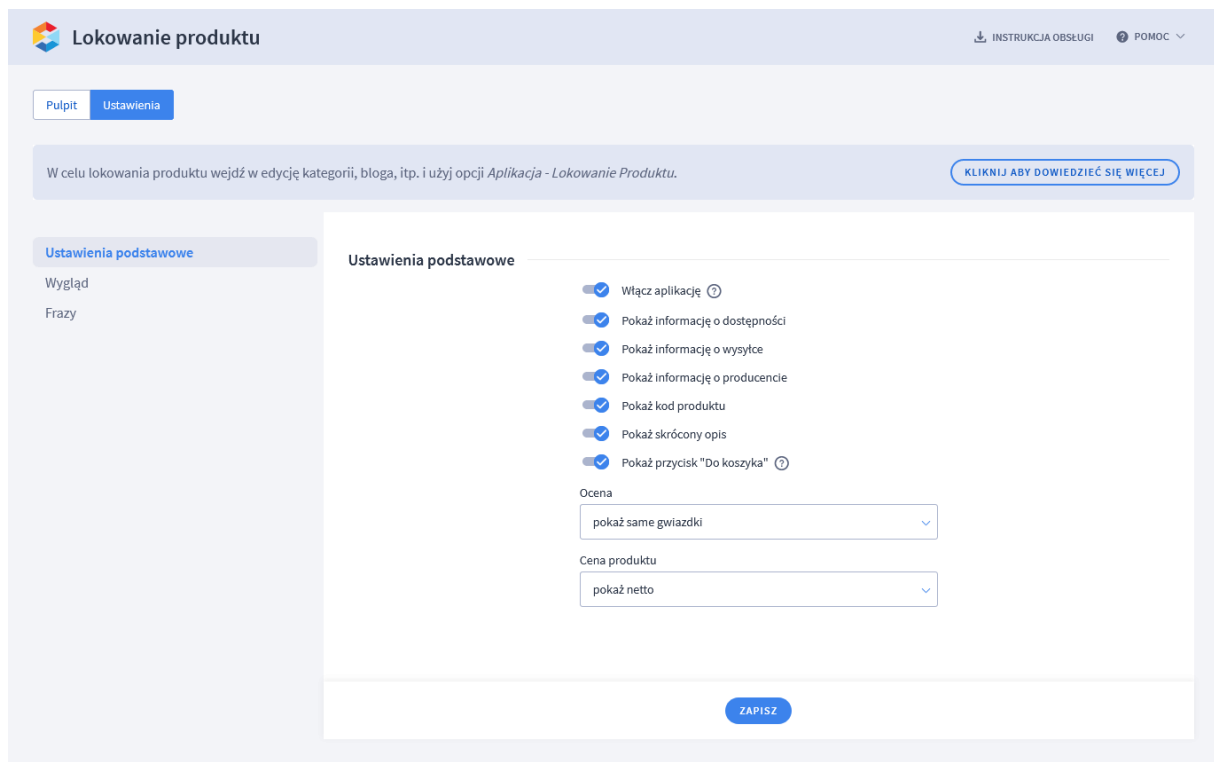 Lokowanie produktu
INSTRUKCJA OBSŁUGI
POMOC
Pulpit
Ustawienia
W celu lokowania produktu wejdź w edycję kategorii, bloga, itp. i użyj opcji Aplikacja - Lokowanie Produktu.
KLIKNIJ ABY DOWIEDZIEĆ SIĘ WIĘCEJ
Ustawienia podstawowe
Wygląd
Frazy
Ustawienia podstawowe
Włącz aplikację
Pokaż informację o dostępności
Pokaż informację o wysyłce
Pokaż informację o producencie
Pokaż kod produktu
Pokaż skrócony opis
Pokaż przycisk "Do koszyka"
Ocena
pokaż same gwiazdki
Cena produktu
pokaż netto
ZAPISZ